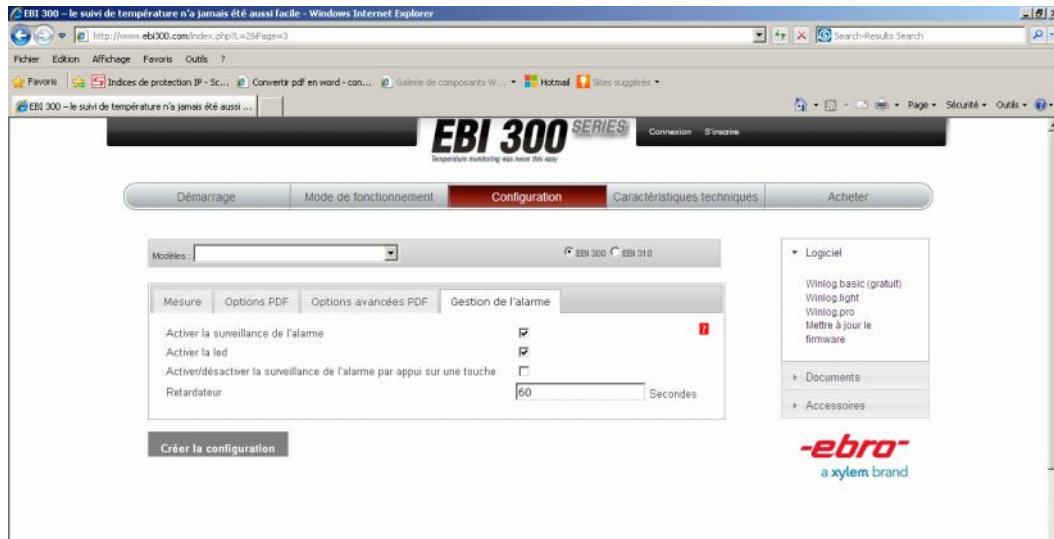 EBI 300 – le suivi de température n'a jamais été aussi facile - Windows Internet Explorer
http://www.ebi300.com/index.php?L=2&Page=3
Search-Results Search
Fichier Edition Affichage Favoris Outils ?
Favoris Indices de protection IP - Sc... Convertir pdf en word - con... Galerie de composants W... Hotmail Sites suggérés
EBI 300 – le suivi de température n'a jamais été aussi ...
Page Sécurité Outils
EBI 300 SERIES
Connexion S'inscrire
Temperature monitoring was never this easy
Démarrage Mode de fonctionnement Configuration Caractéristiques techniques Acheter
Modèles :
EBI 300 EBI 310
Mesure Options PDF Options avancées PDF Gestion de l'alarme
Activer la surveillance de l'alarme
?
Activer la led
Activer/désactiver la surveillance de l'alarme par appui sur une touche
Retardateur 60 Secondes
Créer la configuration
Logiciel
Winlog.basic (gratuit)
Winlog.light
Winlog.pro
Mettre à jour le
firmware
Documents
Accessoires
-ebro-
a xylem brand